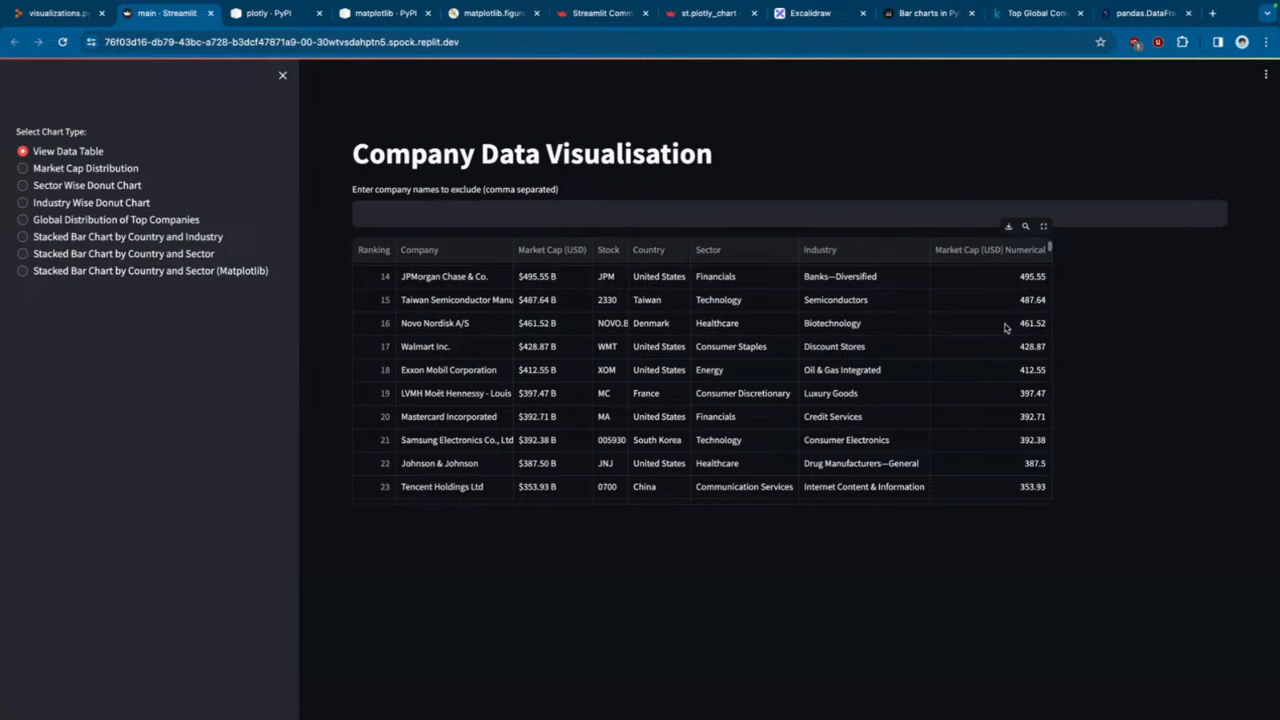 visualizations.p
main - Streamlit
plotly · PyPI
matplotlib · PyPI
matplotlib.figur
Streamlit Comm
st.plotly_chart -
Excalidraw
Bar charts in Py
Top Global Com
pandas.DataFra
76f03d16-db79-43bc-a728-b3dcf47871a9-00-30wtvsdahptn5.spock.replit.dev
Select Chart Type:
View Data Table
Market Cap Distribution
Sector Wise Donut Chart
Industry Wise Donut Chart
Global Distribution of Top Companies
Stacked Bar Chart by Country and Industry
Stacked Bar Chart by Country and Sector
Stacked Bar Chart by Country and Sector (Matplotlib)
Company Data Visualisation
Enter company names to exclude (comma separated)
Ranking Company Market Cap (USD) Stock Country Sector Industry Market Cap (USD) Numerical
14 JPMorgan Chase & Co. $495.55 B JPM United States Financials Banks—Diversified 495.55
15 Taiwan Semiconductor Manu $487.64 B 2330 Taiwan Technology Semiconductors 487.64
16 Novo Nordisk A/S $461.52 B NOVO.B Denmark Healthcare Biotechnology 461.52
17 Walmart Inc. $428.87 B WMT United States Consumer Staples Discount Stores 428.87
18 Exxon Mobil Corporation $412.55 B XOM United States Energy Oil & Gas Integrated 412.55
19 LVMH Moët Hennessy - Louis $397.47 B MC France Consumer Discretionary Luxury Goods 397.47
20 Mastercard Incorporated $392.71 B MA United States Financials Credit Services 392.71
21 Samsung Electronics Co., Ltd $392.38 B 005930 South Korea Technology Consumer Electronics 392.38
22 Johnson & Johnson $387.50 B JNJ United States Healthcare Drug Manufacturers—General 387.5
23 Tencent Holdings Ltd $353.93 B 0700 China Communication Services Internet Content & Information 353.93